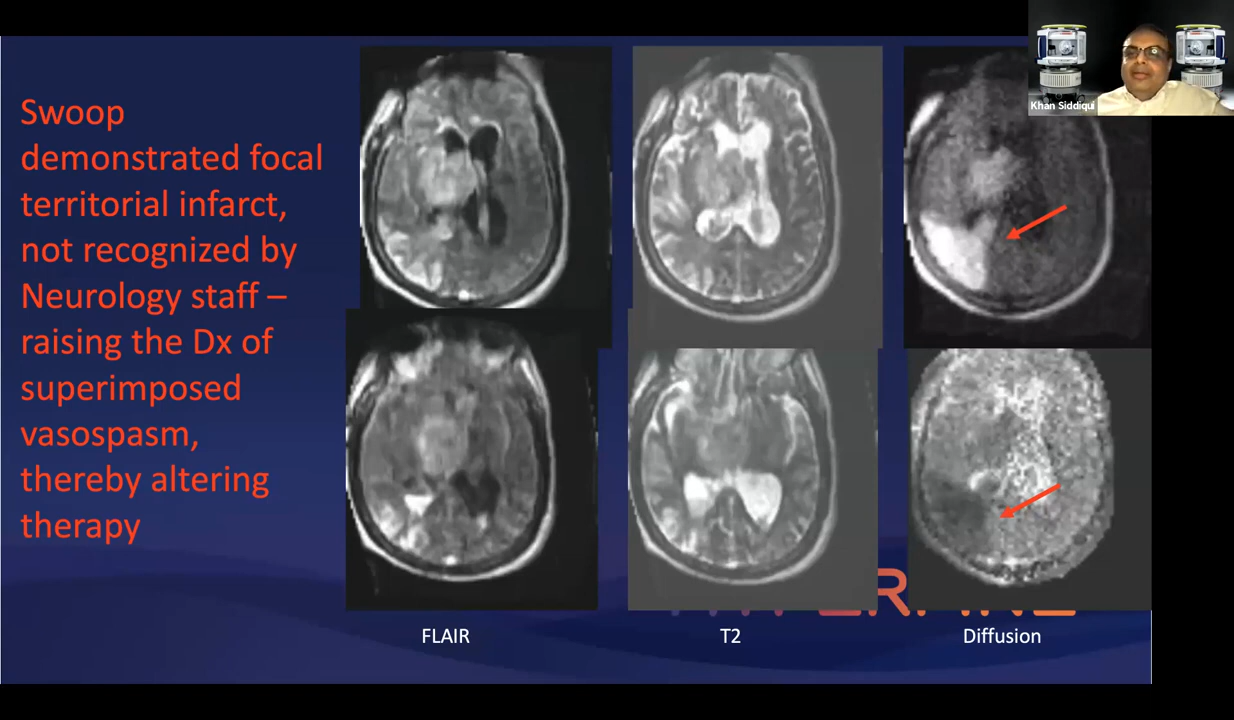 Khan Siddiqui
Swoop
demonstrated focal
territorial infarct,
not recognized by
Neurology staff –
raising the Dx of
superimposed
vasospasm,
thereby altering
therapy
FLAIR
T2
Diffusion